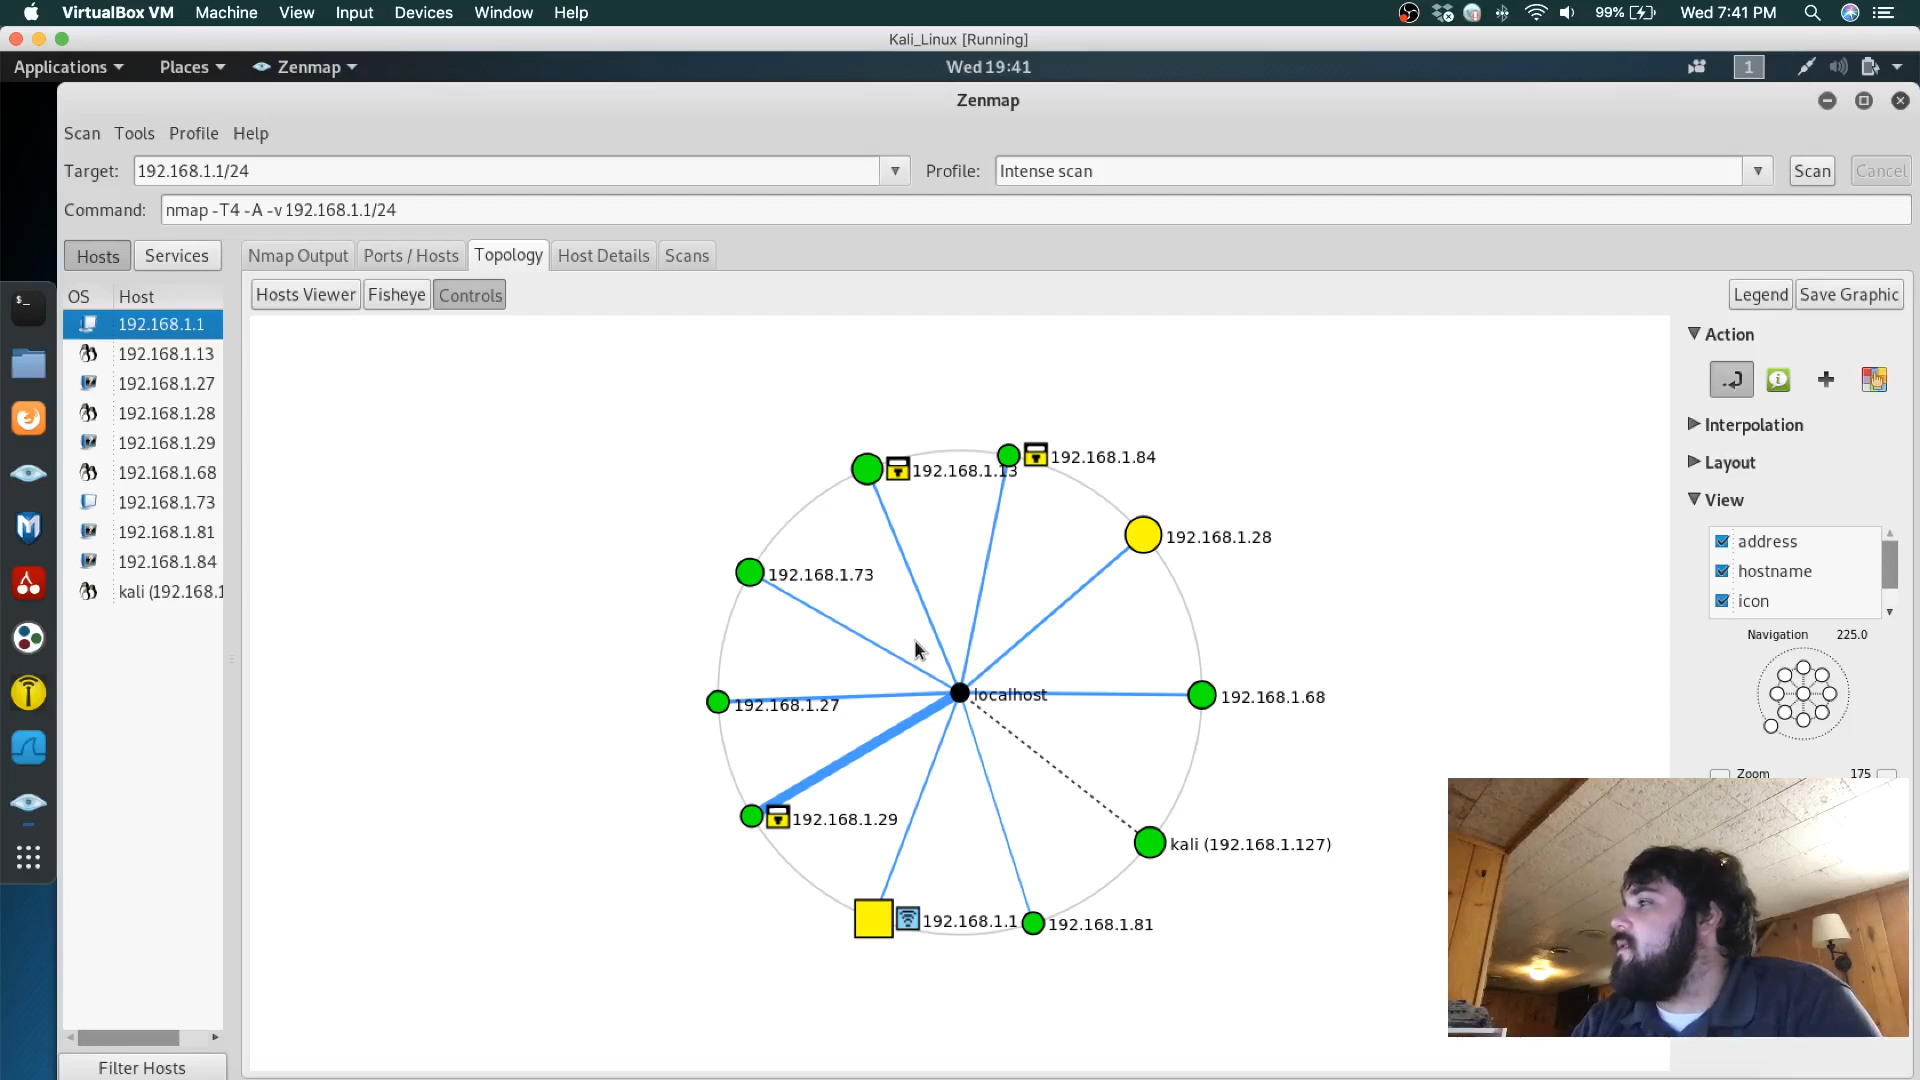 VirtualBox VM Machine View Input Devices Window Help 99% Wed 7:41 PM
Kali_Linux [Running]
Applications Places Zenmap Wed 19:41 1
Zenmap
Scan Tools Profile Help
Target: 192.168.1.1/24 Profile: Intense scan Scan Cancel
Command: nmap -T4 -A -v 192.168.1.1/24
Hosts Services Nmap Output Ports / Hosts Topology Host Details Scans
Hosts Viewer Fisheye Controls Legend Save Graphic
OS Host
192.168.1.1
192.168.1.13
192.168.1.27
192.168.1.28
192.168.1.29
192.168.1.68
192.168.1.73
192.168.1.81
192.168.1.84
kali (192.168.1
Filter Hosts
192.168.1.13
192.168.1.84
192.168.1.28
192.168.1.73
localhost
192.168.1.68
192.168.1.27
192.168.1.29
kali (192.168.1.127)
192.168.1.1
192.168.1.81
Action
Interpolation
Layout
View
address
hostname
icon
Navigation 225.0
Zoom 175